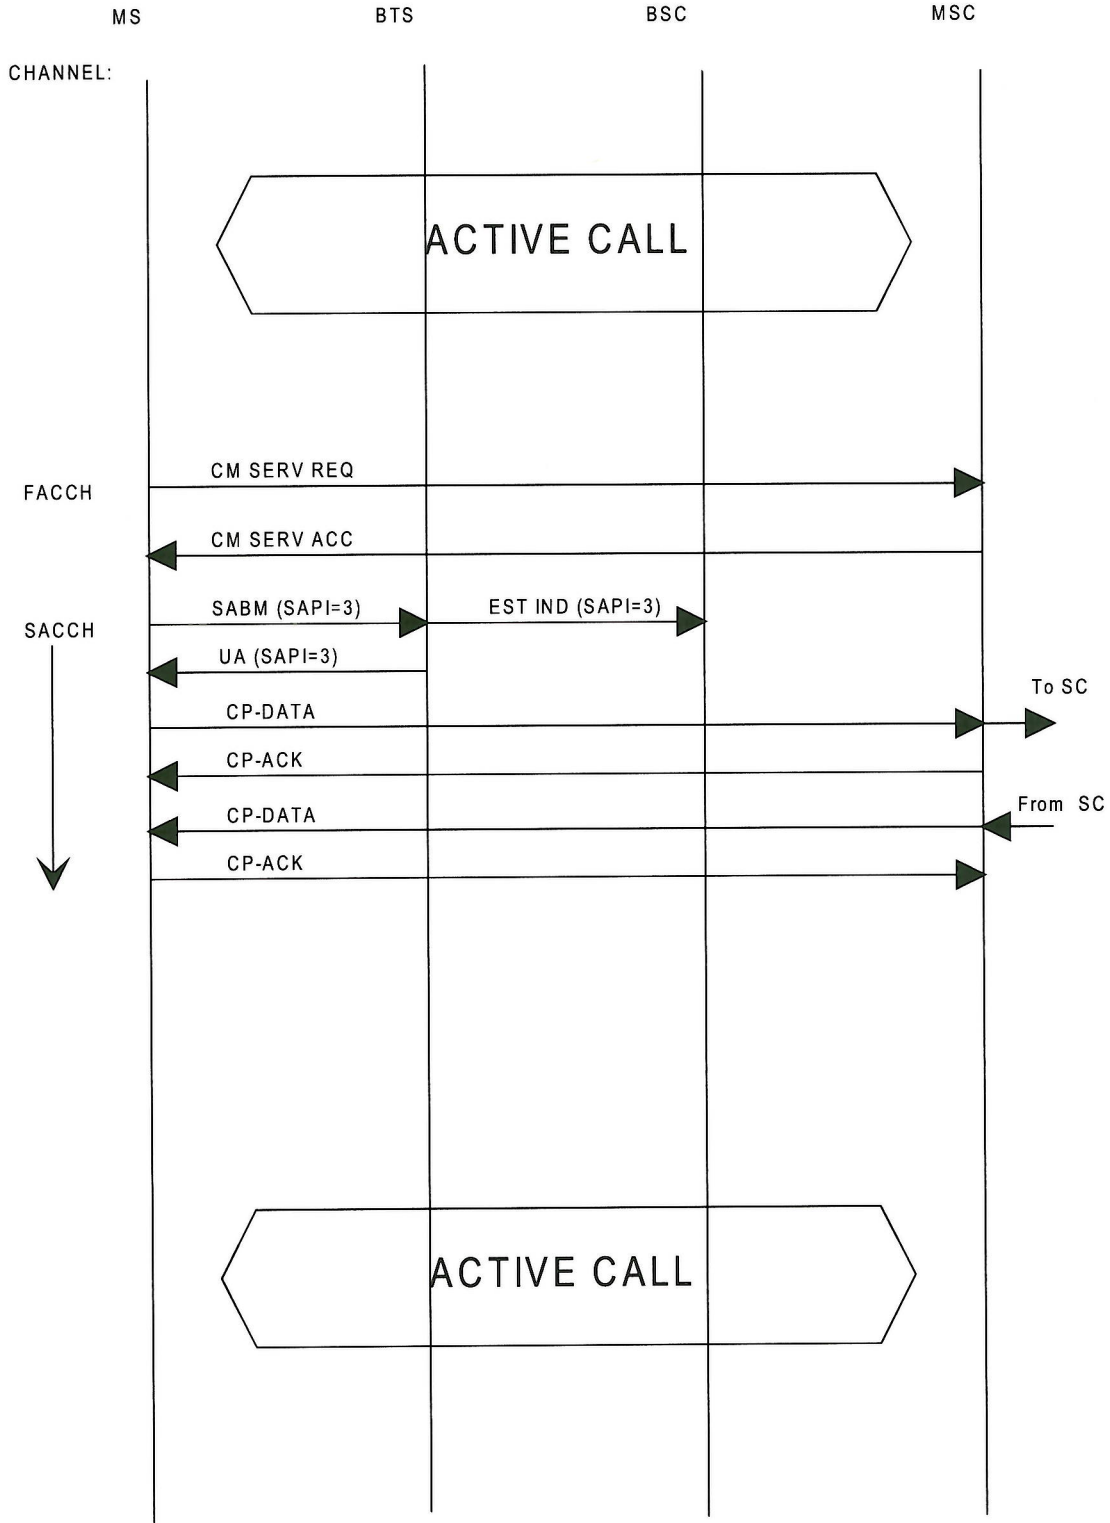 MS BTS BSC MSC
CHANNEL:
ACTIVE CALL
CM SERV REQ
FACCH
CM SERV ACC
SABM (SAPI=3) EST IND (SAPI=3)
SACCH
UA (SAPI=3)
To SC
CP-DATA
CP-ACK
From SC
CP-DATA
CP-ACK
ACTIVE CALL